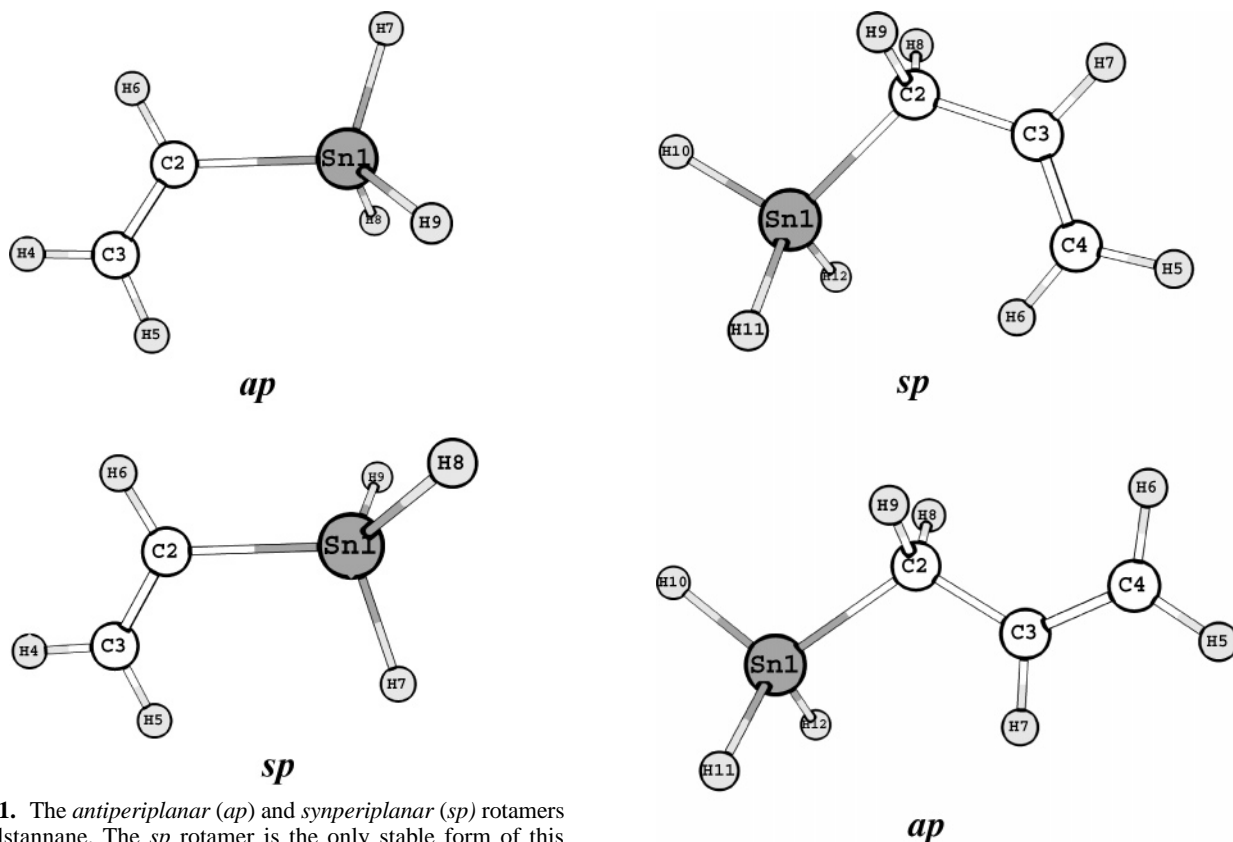 H7
H6
C2
Sn1
H8
H9
H4
C3
H5
ap
H6
H9
H8
C2
Sn1
H4
C3
H7
H5
sp
1. The antiperiplanar (ap) and synperiplanar (sp) rotamers
lstannane. The sp rotamer is the only stable form of this
H9
H8
C2
H7
C3
H10
Sn1
C4
H5
H12
H11
H6
sp
H6
H9
H8
C2
H10
C4
C3
H5
Sn1
H12
H7
H11
ap